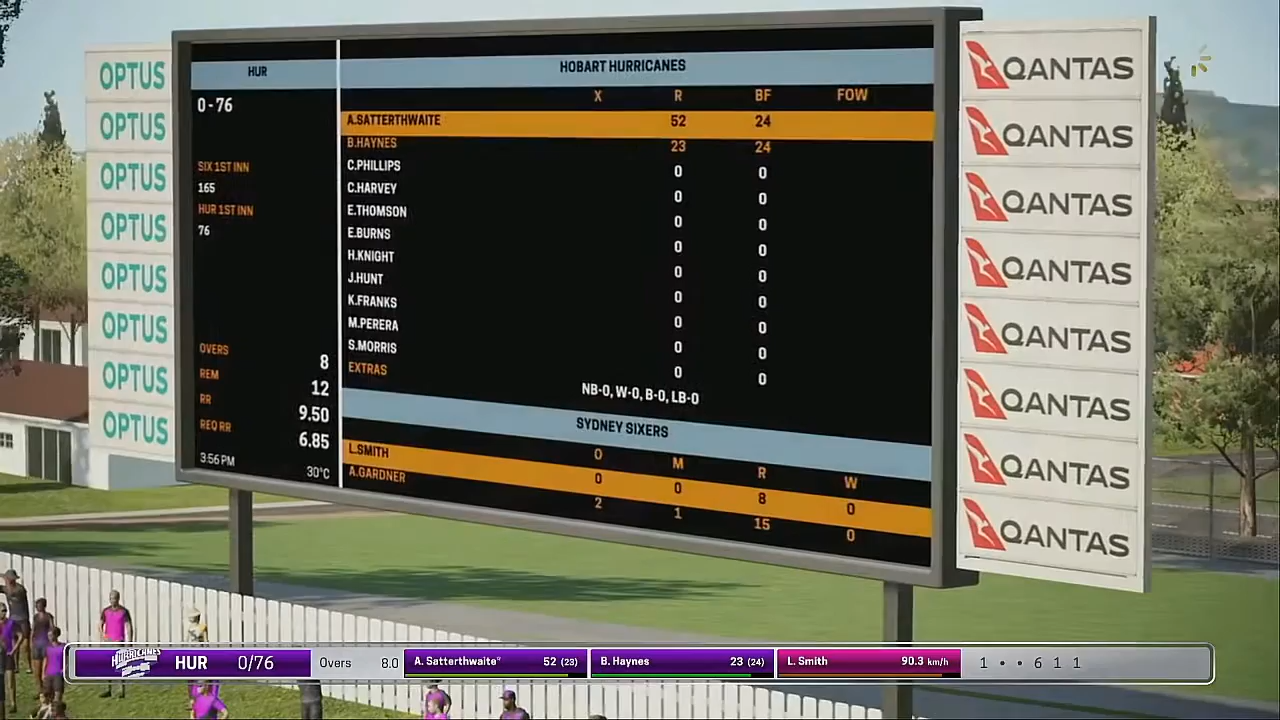 OPTUS
OPTUS
OPTUS
OPTUS
OPTUS
OPTUS
OPTUS
OPTUS
HUR
0-76
SIX 1ST INN
165
HUR 1ST INN
76
OVERS 8
REM 12
RR 9.50
REQ RR 6.85
3:56 PM 30°C
HOBART HURRICANES
X R BF FOW
A.SATTERTHWAITE 52 24
B.HAYNES 23 24
C.PHILLIPS 0 0
C.HARVEY 0 0
E.THOMSON 0 0
E.BURNS 0 0
H.KNIGHT 0 0
J.HUNT 0 0
K.FRANKS 0 0
M.PERERA 0 0
S.MORRIS 0 0
EXTRAS 0
NB-0, W-0, B-0, LB-0
SYDNEY SIXERS
O M R W
L.SMITH 0 0 8 0
A.GARDNER 2 1 15 0
QANTAS
QANTAS
QANTAS
QANTAS
QANTAS
QANTAS
QANTAS
QANTAS
HURRICANES HUR 0/76 Overs 8.0 A. Satterthwaite* 52 (23) B. Haynes 23 (24) L. Smith 90.3 km/h 1 • • 6 1 1